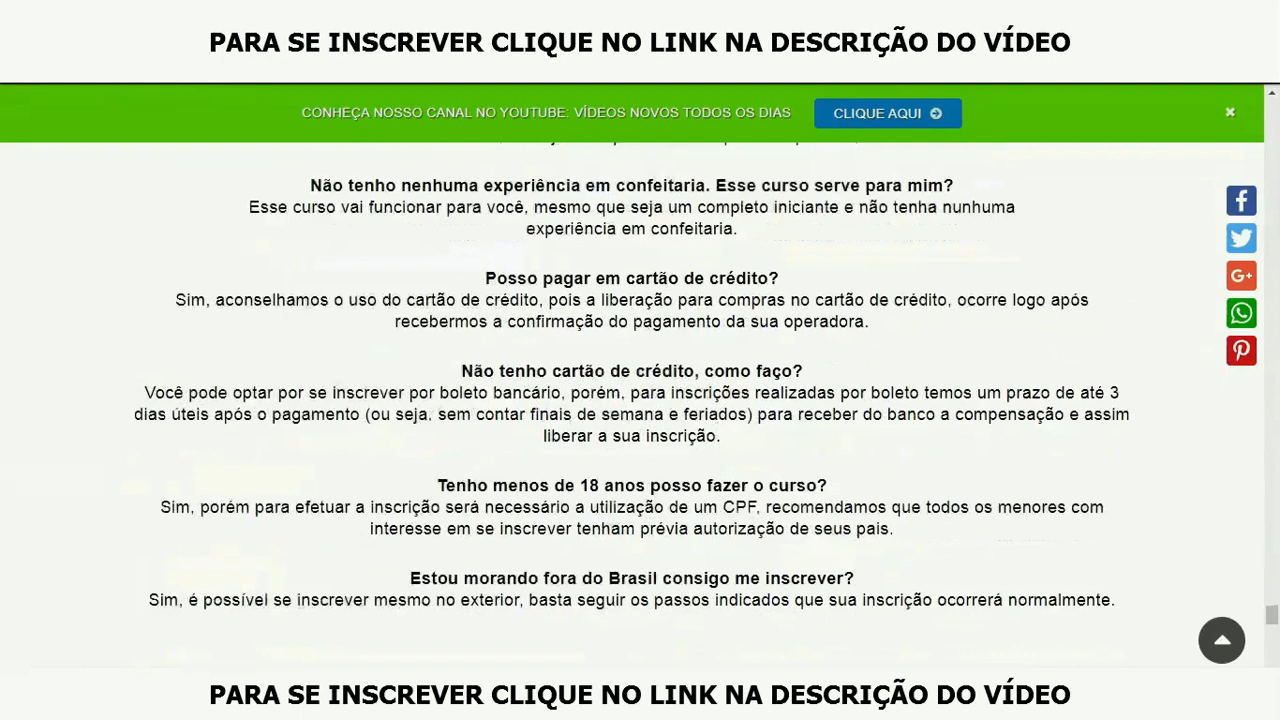 PARA SE INSCREVER CLIQUE NO LINK NA DESCRIÇÃO DO VÍDEO
CONHEÇA NOSSO CANAL NO YOUTUBE: VÍDEOS NOVOS TODOS OS DIAS
CLIQUE AQUI
Não tenho nenhuma experiência em confeitaria. Esse curso serve para mim?
Esse curso vai funcionar para você, mesmo que seja um completo iniciante e não tenha nunhuma
experiência em confeitaria.
Posso pagar em cartão de crédito?
Sim, aconselhamos o uso do cartão de crédito, pois a liberação para compras no cartão de crédito, ocorre logo após
recebermos a confirmação do pagamento da sua operadora.
Não tenho cartão de crédito, como faço?
Você pode optar por se inscrever por boleto bancário, porém, para inscrições realizadas por boleto temos um prazo de até 3
dias úteis após o pagamento (ou seja, sem contar finais de semana e feriados) para receber do banco a compensação e assim
liberar a sua inscrição.
Tenho menos de 18 anos posso fazer o curso?
Sim, porém para efetuar a inscrição será necessário a utilização de um CPF, recomendamos que todos os menores com
interesse em se inscrever tenham prévia autorização de seus pais.
Estou morando fora do Brasil consigo me inscrever?
Sim, é possível se inscrever mesmo no exterior, basta seguir os passos indicados que sua inscrição ocorrerá normalmente.
PARA SE INSCREVER CLIQUE NO LINK NA DESCRIÇÃO DO VÍDEO